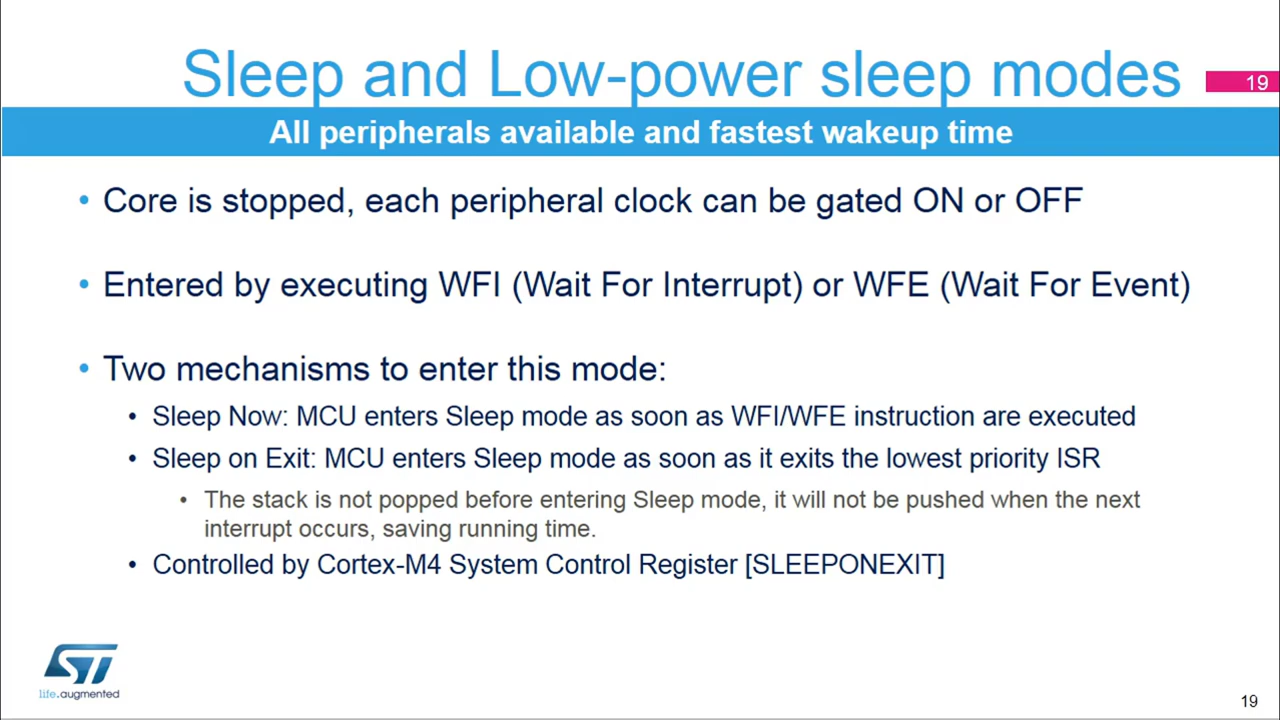 Sleep and Low-power sleep modes
19
All peripherals available and fastest wakeup time
• Core is stopped, each peripheral clock can be gated ON or OFF
• Entered by executing WFI (Wait For Interrupt) or WFE (Wait For Event)
• Two mechanisms to enter this mode:
• Sleep Now: MCU enters Sleep mode as soon as WFI/WFE instruction are executed
• Sleep on Exit: MCU enters Sleep mode as soon as it exits the lowest priority ISR
• The stack is not popped before entering Sleep mode, it will not be pushed when the next
interrupt occurs, saving running time.
• Controlled by Cortex-M4 System Control Register [SLEEPONEXIT]
ST
life.augmented
19